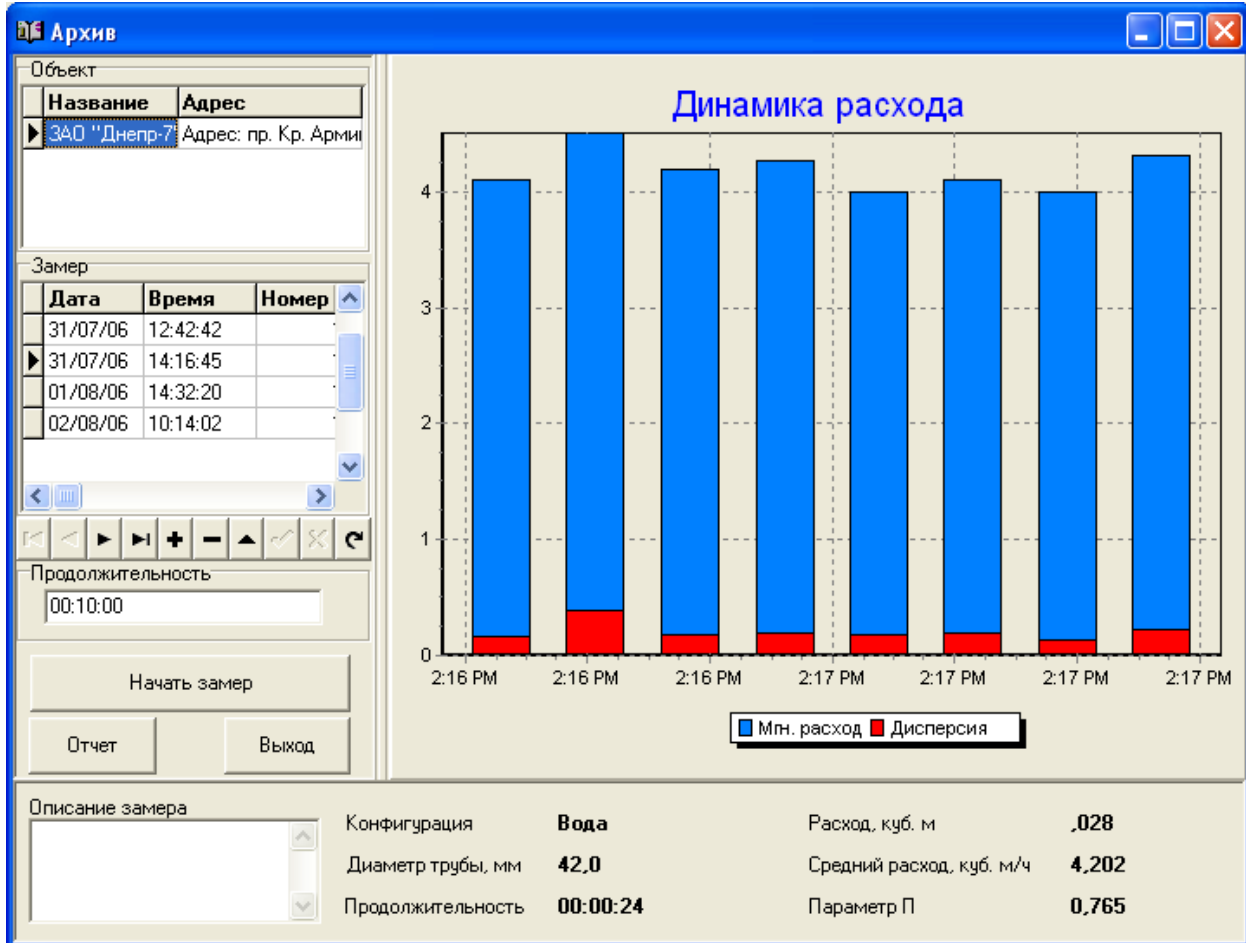 Архив
Объект
Название Адрес
ЗАО "Днепр-7 Адрес: пр. Кр. Арми
Замер
Дата Время Номер
31/07/06 12:42:42
31/07/06 14:16:45
01/08/06 14:32:20
02/08/06 10:14:02
Продолжительность
00:10:00
Начать замер
Отчет Выход
Динамика расхода
4
3
2
1
0
2:16 PM 2:16 PM 2:16 PM 2:17 PM 2:17 PM 2:17 PM 2:17 PM
Мгн. расход Дисперсия
Описание замера
Конфигурация Вода Расход, куб. м ,028
Диаметр трубы, мм 42,0 Средний расход, куб. м/ч 4,202
Продолжительность 00:00:24 Параметр П 0,765